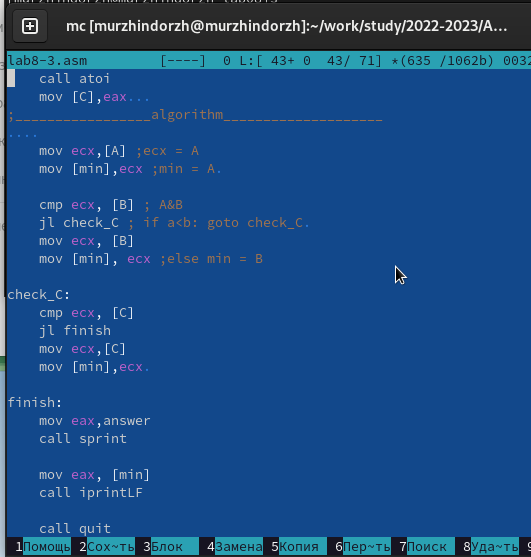 mc [murzhindorzh@murzhindorzh]:~/work/study/2022-2023/A...
lab8-3.asm [----] 0 L:[ 43+ 0 43/ 71] *(635 /1062b) 0032
call atoi
mov [C],eax...
;_________________algorithm____________________
....
mov ecx,[A] ;ecx = A
mov [min],ecx ;min = A.
cmp ecx, [B] ; A&B
jl check_C ; if a<b: goto check_C.
mov ecx, [B]
mov [min], ecx ;else min = B
check_C:
cmp ecx, [C]
jl finish
mov ecx,[C]
mov [min],ecx.
finish:
mov eax,answer
call sprint
mov eax, [min]
call iprintLF
call quit
1Помощь 2Сох~ть 3Блок 4Замена 5Копия 6Пер~ть 7Поиск 8Уда~ть 9